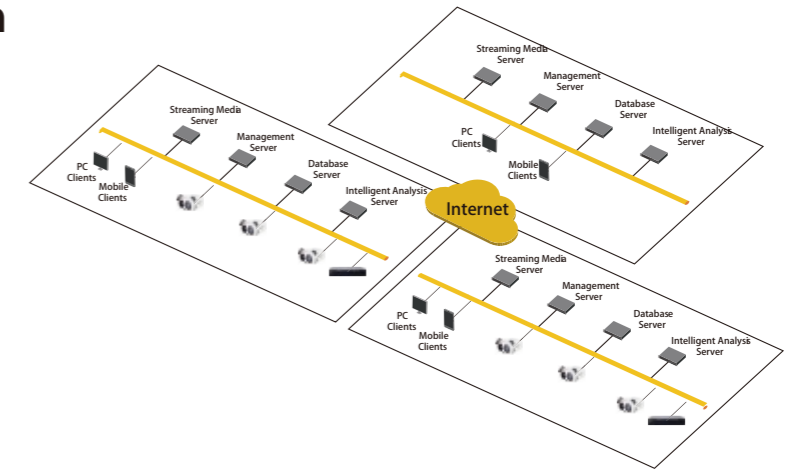 n
Streaming Media
Server
Management
Server
Database
Server
Intelligent Analysis
Server
PC
Clients
Mobile
Clients
Streaming Media
Server
Management
Server
Database
Server
Intelligent Analysis
Server
PC
Clients
Mobile
Clients
Internet
Streaming Media
Server
Management
Server
Database
Server
Intelligent Analysis
Server
PC
Clients
Mobile
Clients